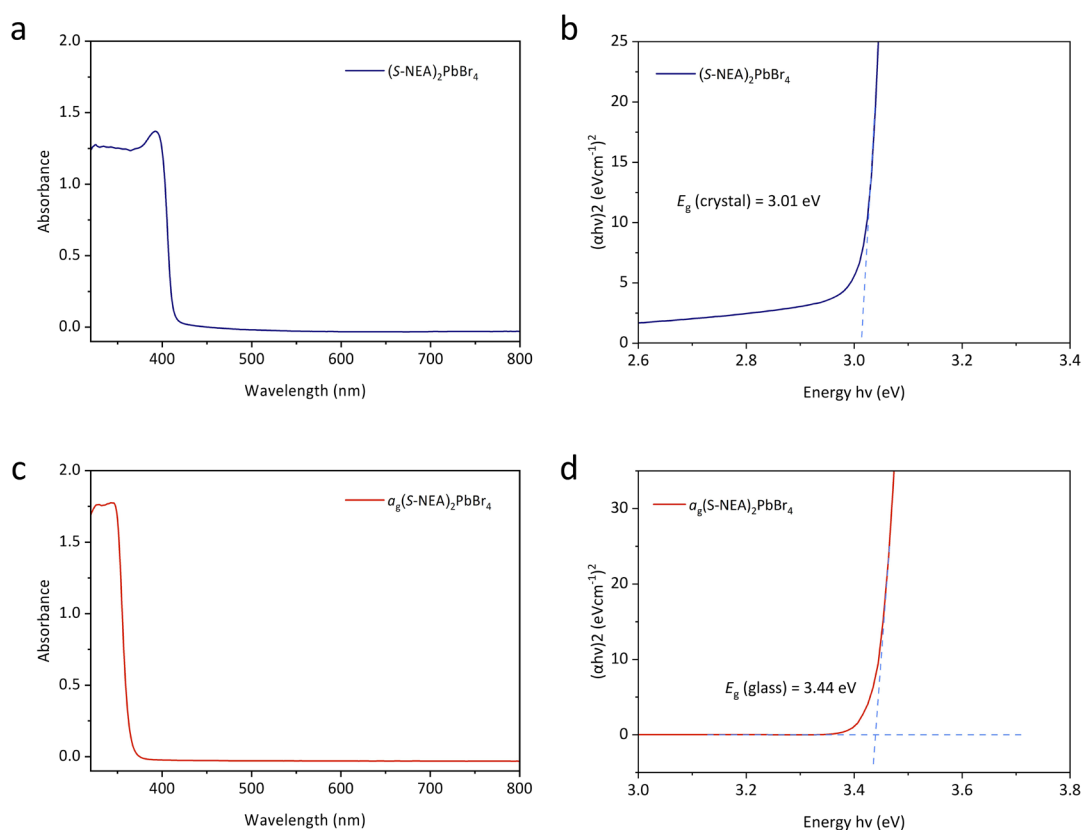 a
2.0
1.5
1.0
0.5
0.0
400
500
600
700
800
Absorbance
Wavelength (nm)
(S-NEA)₂PbBr₄
b
25
20
15
10
5
0
2.6
2.8
3.0
3.2
3.4
(αhν)2 (eVcm⁻¹)²
Energy hν (eV)
(S-NEA)₂PbBr₄
E_g (crystal) = 3.01 eV
c
2.0
1.5
1.0
0.5
0.0
400
500
600
700
800
Absorbance
Wavelength (nm)
a_g(S-NEA)₂PbBr₄
d
30
20
10
0
3.0
3.2
3.4
3.6
3.8
(αhν)2 (eVcm⁻¹)²
Energy hν (eV)
a_g(S-NEA)₂PbBr₄
E_g (glass) = 3.44 eV